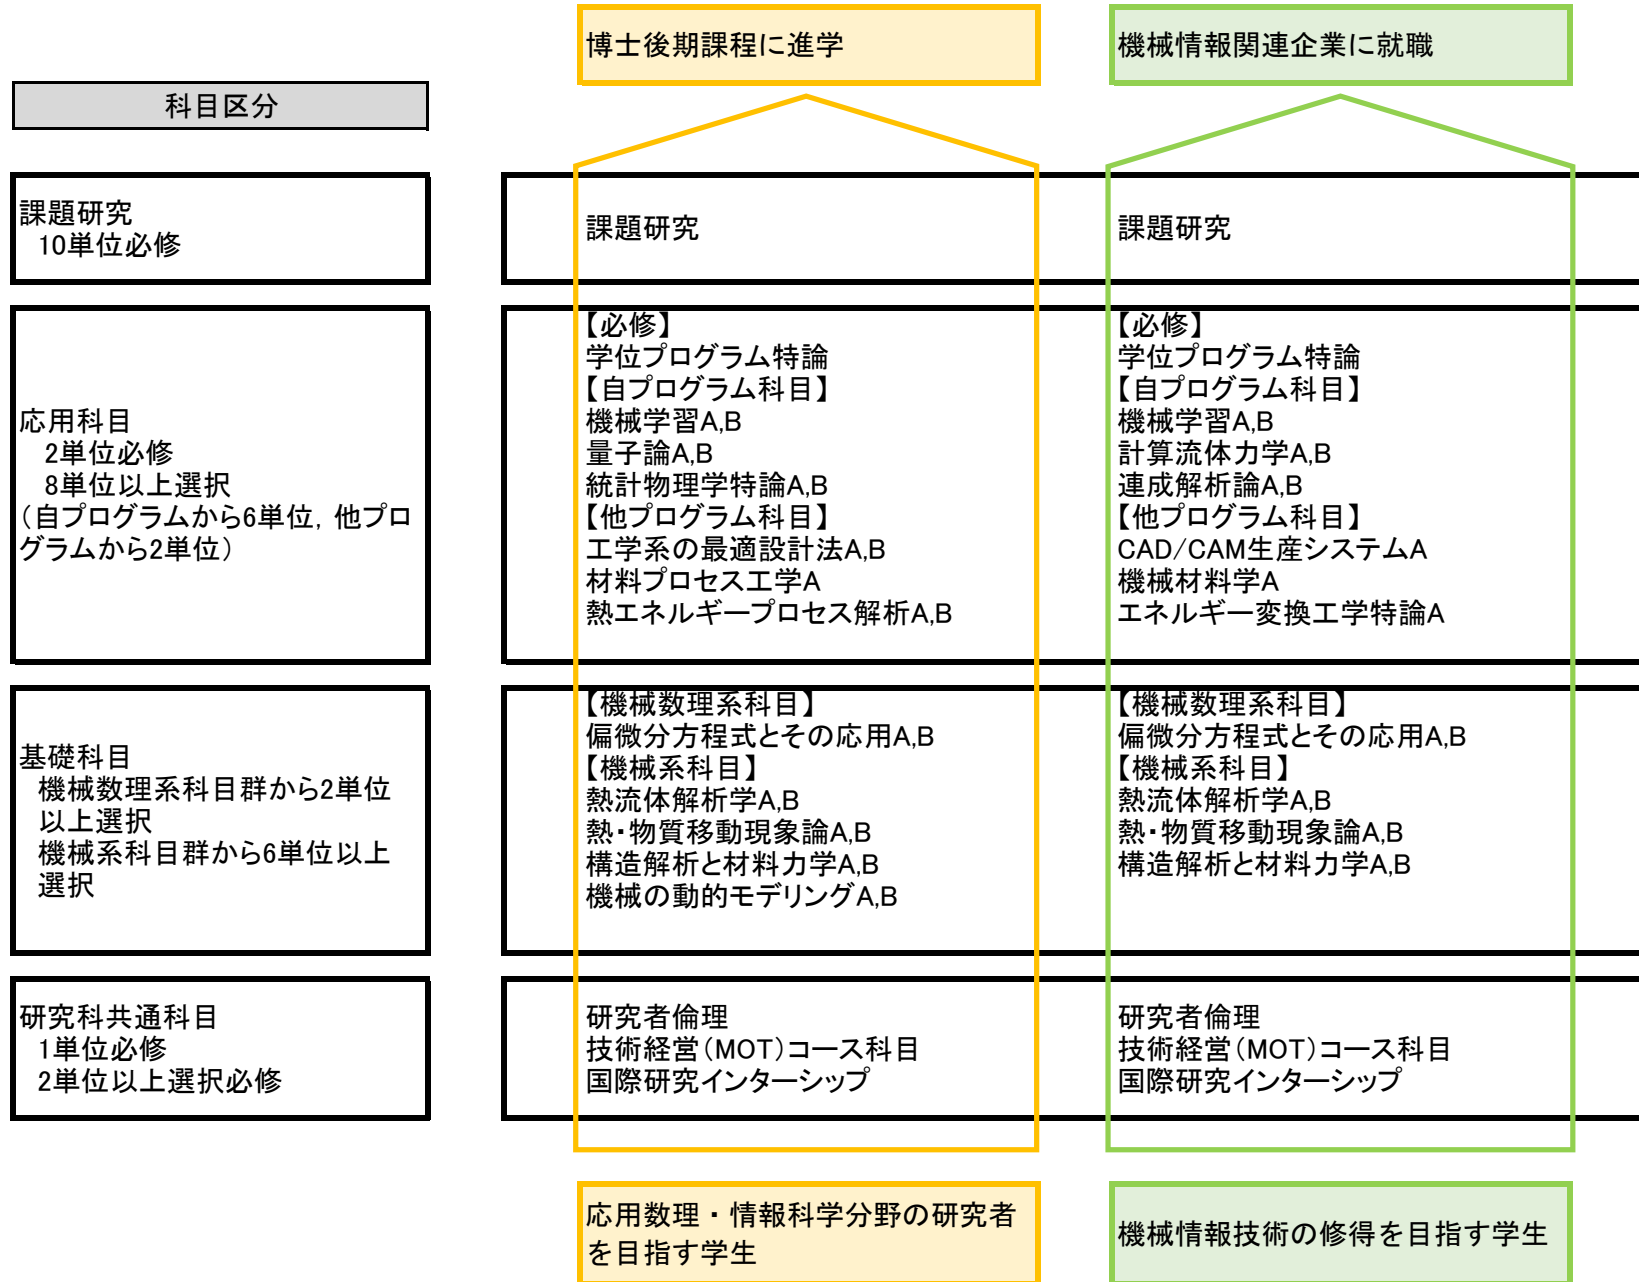 博士後期課程に進学
機械情報関連企業に就職
科目区分
課題研究
10単位必修
課題研究
課題研究
応用科目
2単位必修
8単位以上選択
（自プログラムから6単位，他プロ
グラムから2単位）
【必修】
学位プログラム特論
【自プログラム科目】
機械学習A,B
量子論A,B
統計物理学特論A,B
【他プログラム科目】
工学系の最適設計法A,B
材料プロセス工学A
熱エネルギープロセス解析A,B
【必修】
学位プログラム特論
【自プログラム科目】
機械学習A,B
計算流体力学A,B
連成解析論A,B
【他プログラム科目】
CAD/CAM生産システムA
機械材料学A
エネルギー変換工学特論A
基礎科目
機械数理系科目群から2単位
以上選択
機械系科目群から6単位以上
選択
【機械数理系科目】
偏微分方程式とその応用A,B
【機械系科目】
熱流体解析学A,B
熱・物質移動現象論A,B
構造解析と材料力学A,B
機械の動的モデリングA,B
【機械数理系科目】
偏微分方程式とその応用A,B
【機械系科目】
熱流体解析学A,B
熱・物質移動現象論A,B
構造解析と材料力学A,B
研究科共通科目
1単位必修
2単位以上選択必修
研究者倫理
技術経営（MOT）コース科目
国際研究インターシップ
研究者倫理
技術経営（MOT）コース科目
国際研究インターシップ
応用数理・情報科学分野の研究者
を目指す学生
機械情報技術の修得を目指す学生